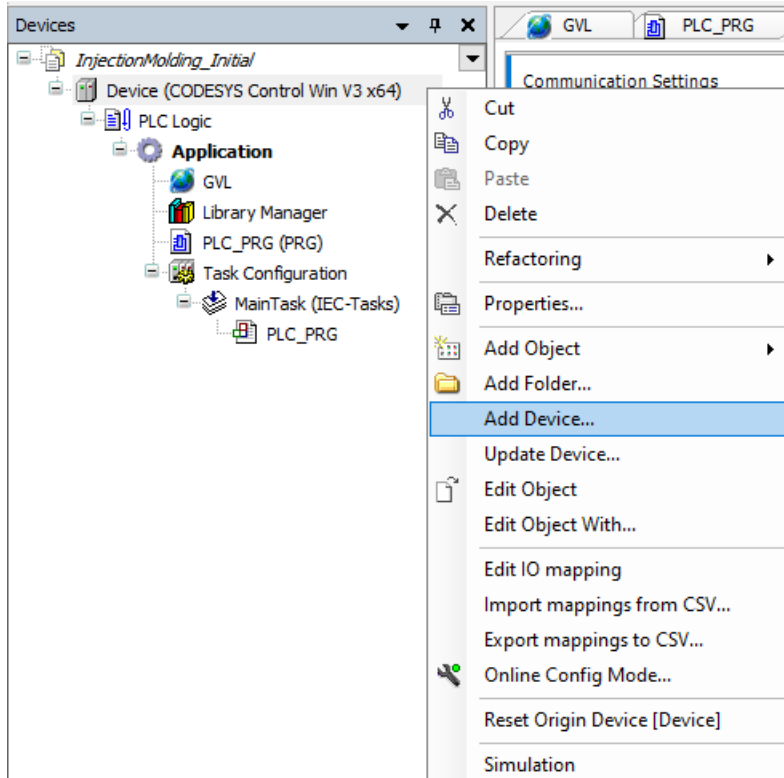 Devices
InjectionMolding_Initial
Device (CODESYS Control Win V3 x64)
PLC Logic
Application
GVL
Library Manager
PLC_PRG (PRG)
Task Configuration
MainTask (IEC-Tasks)
PLC_PRG
GVL
PLC_PRG
Communication Settings
Cut
Copy
Paste
Delete
Refactoring
Properties...
Add Object
Add Folder...
Add Device...
Update Device...
Edit Object
Edit Object With...
Edit IO mapping
Import mappings from CSV...
Export mappings to CSV...
Online Config Mode...
Reset Origin Device [Device]
Simulation